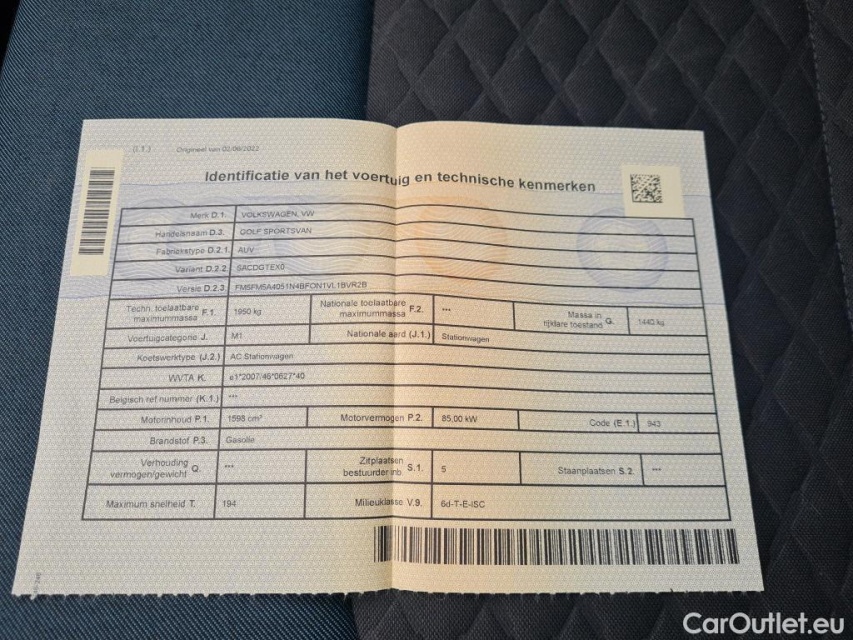 (I.1.) Origineel van 02/06/2022
Identificatie van het voertuig en technische kenmerken
Merk D.1. VOLKSWAGEN, VW
Handelsnaam D.3. GOLF SPORTSVAN
Fabriekstype D.2.1. AUV
Variant D.2.2. SACDGTEX0
Versie D.2.3. FM5FM5A4051N4BFON1VL1BVR2B
Techn. toelaatbare maximummassa F.1. 1950 kg Nationale toelaatbare maximummassa F.2. *** Massa in rijklare toestand G. 1440 kg
Voertuigcategorie J. M1 Nationale aard (J.1.) Stationwagen
Koetswerktype (J.2.) AC Stationwagen
WVTA K. e1*2007/46*0627*40
Belgisch ref nummer (K.1.) ***
Motorinhoud P.1. 1598 cm³ Motorvermogen P.2. 85,00 kW Code (E.1.) 943
Brandstof P.3. Gasolie
Verhouding vermogen/gewicht Q. *** Zitplaatsen bestuurder inb. S.1. 5 Staanplaatsen S.2. ***
Maximum snelheid T. 194 Milieuklasse V.9. 6d-T-E-ISC
CarOutlet.eu